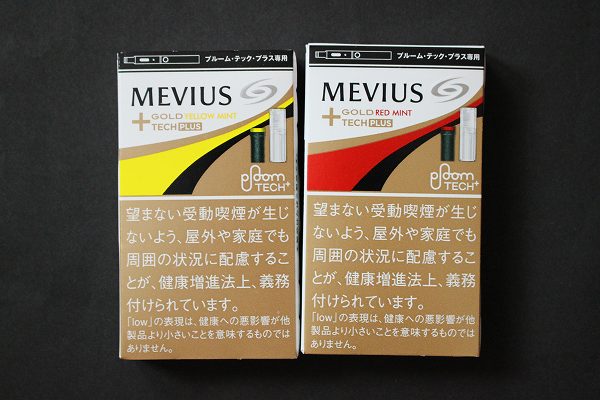 プルーム・テック・プラス専用
MEVIUS
GOLD YELLOW MINT
TECH PLUS
Ploom
TECH+
望まない受動喫煙が生じ
ないよう、屋外や家庭でも
周囲の状況に配慮するこ
とが、健康増進法上、義務
付けられています。
「low」の表現は、健康への悪影響が他
製品より小さいことを意味するものでは
ありません。
プルーム・テック・プラス専用
MEVIUS
GOLD RED MINT
TECH PLUS
Ploom
TECH+
望まない受動喫煙が生じ
ないよう、屋外や家庭でも
周囲の状況に配慮するこ
とが、健康増進法上、義務
付けられています。
「low」の表現は、健康への悪影響が他
製品より小さいことを意味するものでは
ありません。